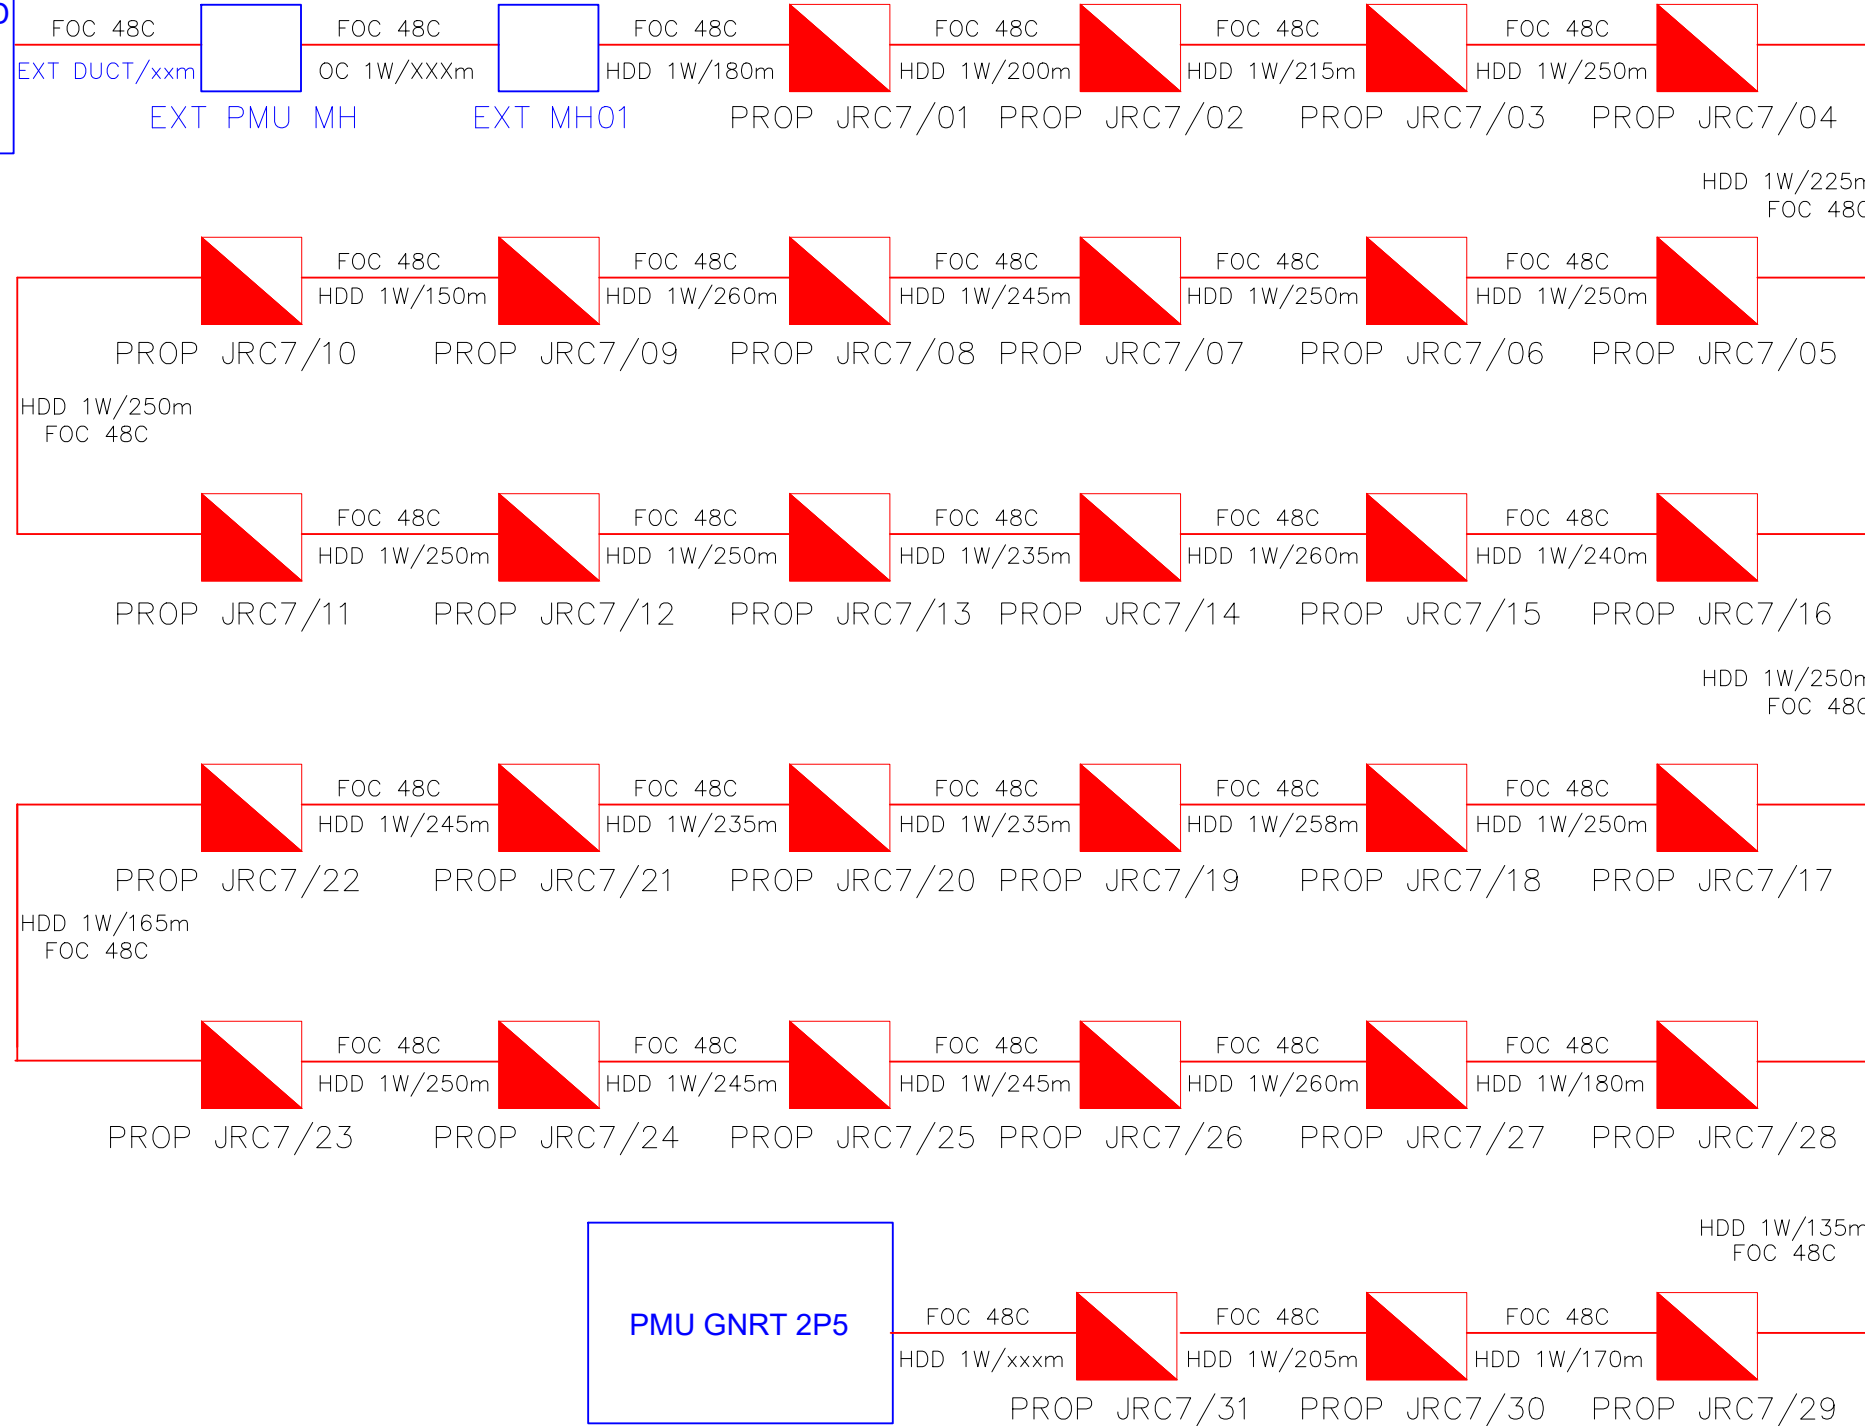 FOC 48C FOC 48C FOC 48C FOC 48C FOC 48C FOC 48C
EXT DUCT/xxm OC 1W/XXXm HDD 1W/180m HDD 1W/200m HDD 1W/215m HDD 1W/250m
EXT PMU MH EXT MH01 PROP JRC7/01 PROP JRC7/02 PROP JRC7/03 PROP JRC7/04
HDD 1W/225m
FOC 48C
FOC 48C FOC 48C FOC 48C FOC 48C FOC 48C
HDD 1W/150m HDD 1W/260m HDD 1W/245m HDD 1W/250m HDD 1W/250m
PROP JRC7/10 PROP JRC7/09 PROP JRC7/08 PROP JRC7/07 PROP JRC7/06 PROP JRC7/05
HDD 1W/250m
FOC 48C
FOC 48C FOC 48C FOC 48C FOC 48C FOC 48C
HDD 1W/250m HDD 1W/250m HDD 1W/235m HDD 1W/260m HDD 1W/240m
PROP JRC7/11 PROP JRC7/12 PROP JRC7/13 PROP JRC7/14 PROP JRC7/15 PROP JRC7/16
HDD 1W/250m
FOC 48C
FOC 48C FOC 48C FOC 48C FOC 48C FOC 48C
HDD 1W/245m HDD 1W/235m HDD 1W/235m HDD 1W/258m HDD 1W/250m
PROP JRC7/22 PROP JRC7/21 PROP JRC7/20 PROP JRC7/19 PROP JRC7/18 PROP JRC7/17
HDD 1W/165m
FOC 48C
FOC 48C FOC 48C FOC 48C FOC 48C FOC 48C
HDD 1W/250m HDD 1W/245m HDD 1W/245m HDD 1W/260m HDD 1W/180m
PROP JRC7/23 PROP JRC7/24 PROP JRC7/25 PROP JRC7/26 PROP JRC7/27 PROP JRC7/28
HDD 1W/135m
FOC 48C
PMU GNRT 2P5
FOC 48C FOC 48C FOC 48C
HDD 1W/xxxm HDD 1W/205m HDD 1W/170m
PROP JRC7/31 PROP JRC7/30 PROP JRC7/29